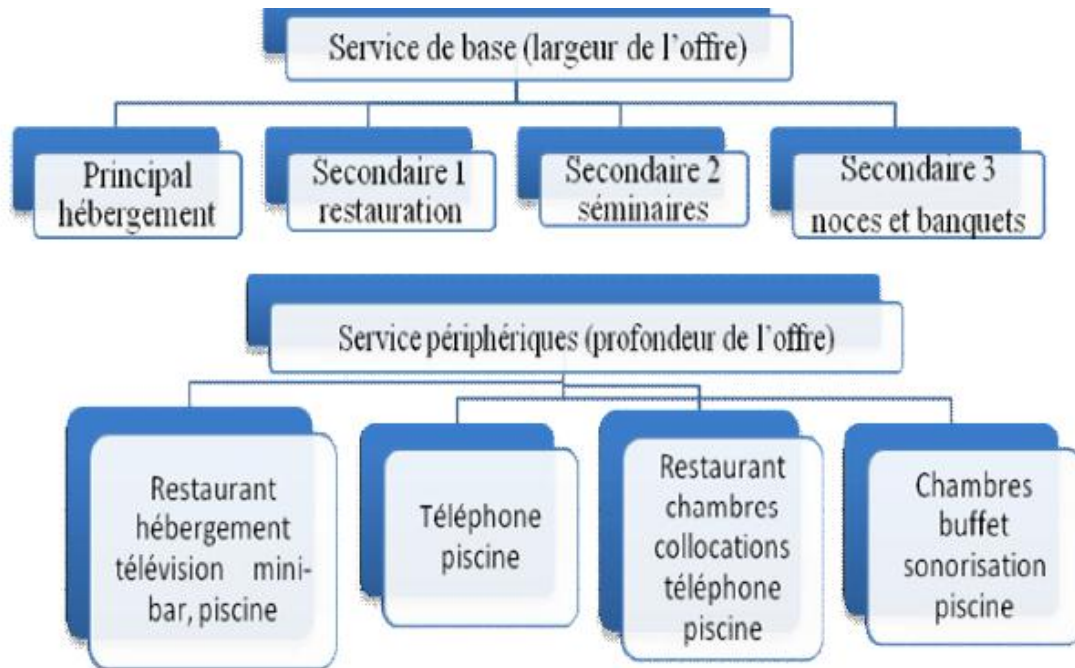 Service de base (largeur de l'offre)
Principal
hébergement
Secondaire 1
restauration
Secondaire 2
séminaires
Secondaire 3
noces et banquets
Service périphériques (profondeur de l'offre)
Restaurant
hébergement
télévision mini-
bar, piscine
Téléphone
piscine
Restaurant
chambres
collocations
téléphone
piscine
Chambres
buffet
sonorisation
piscine